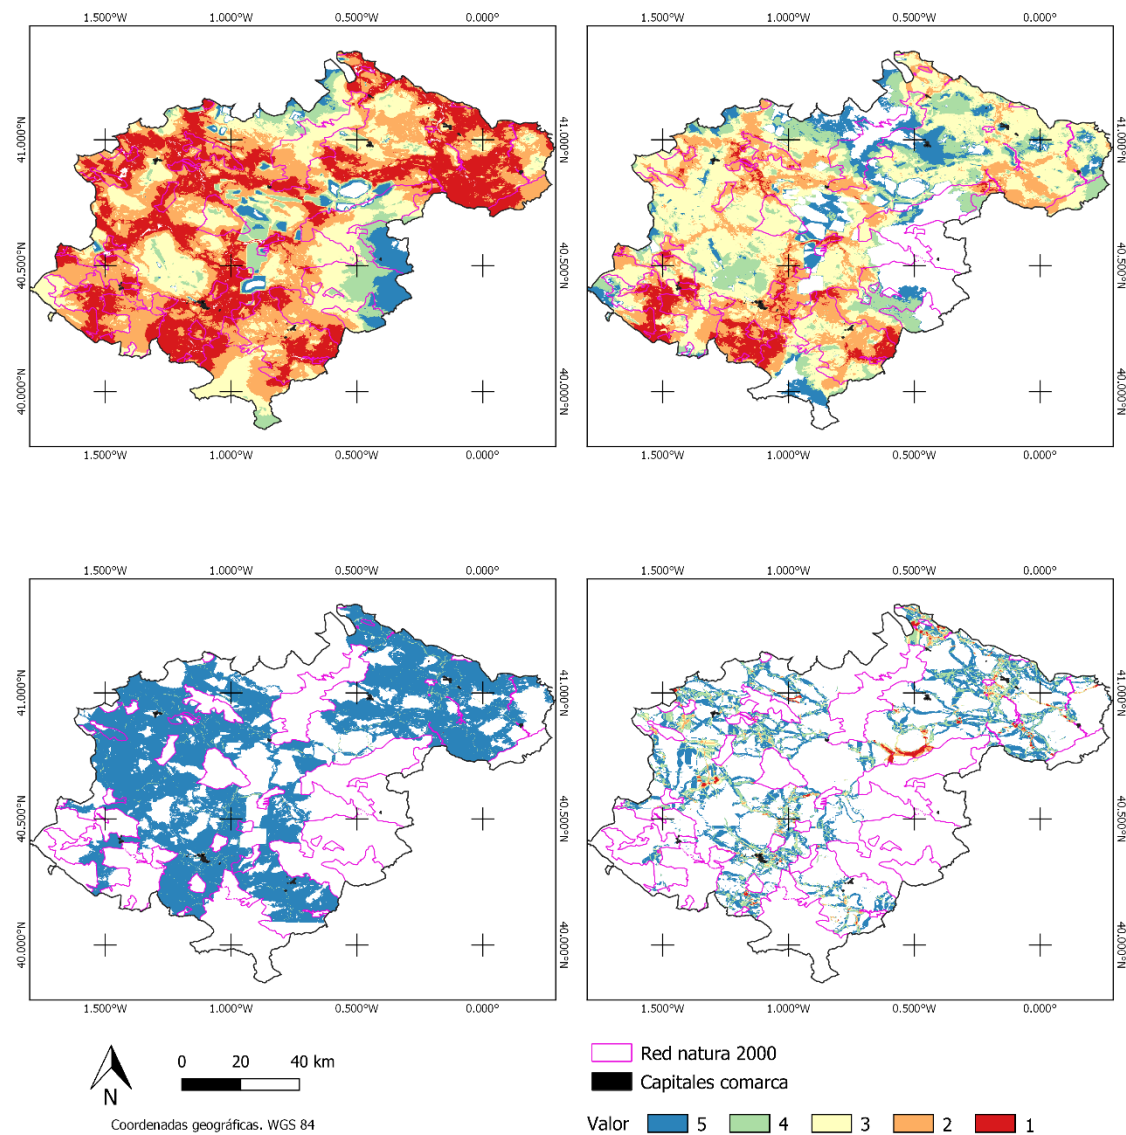 1.500°W 1.000°W 0.500°W 0.000°
1.500°W 1.000°W 0.500°W 0.000°
41.000°N
40.500°N
40.000°N
41.000°N
40.500°N
40.000°N
41.000°N
40.500°N
40.000°N
41.000°N
40.500°N
40.000°N
1.500°W 1.000°W 0.500°W 0.000°
1.500°W 1.000°W 0.500°W 0.000°
1.500°W 1.000°W 0.500°W 0.000°
1.500°W 1.000°W 0.500°W 0.000°
41.000°N
40.500°N
40.000°N
41.000°N
40.500°N
40.000°N
41.000°N
40.500°N
40.000°N
41.000°N
40.500°N
40.000°N
1.500°W 1.000°W 0.500°W 0.000°
1.500°W 1.000°W 0.500°W 0.000°
N
0 20 40 km
Coordenadas geográficas. WGS 84
Red natura 2000
Capitales comarca
Valor 5 4 3 2 1